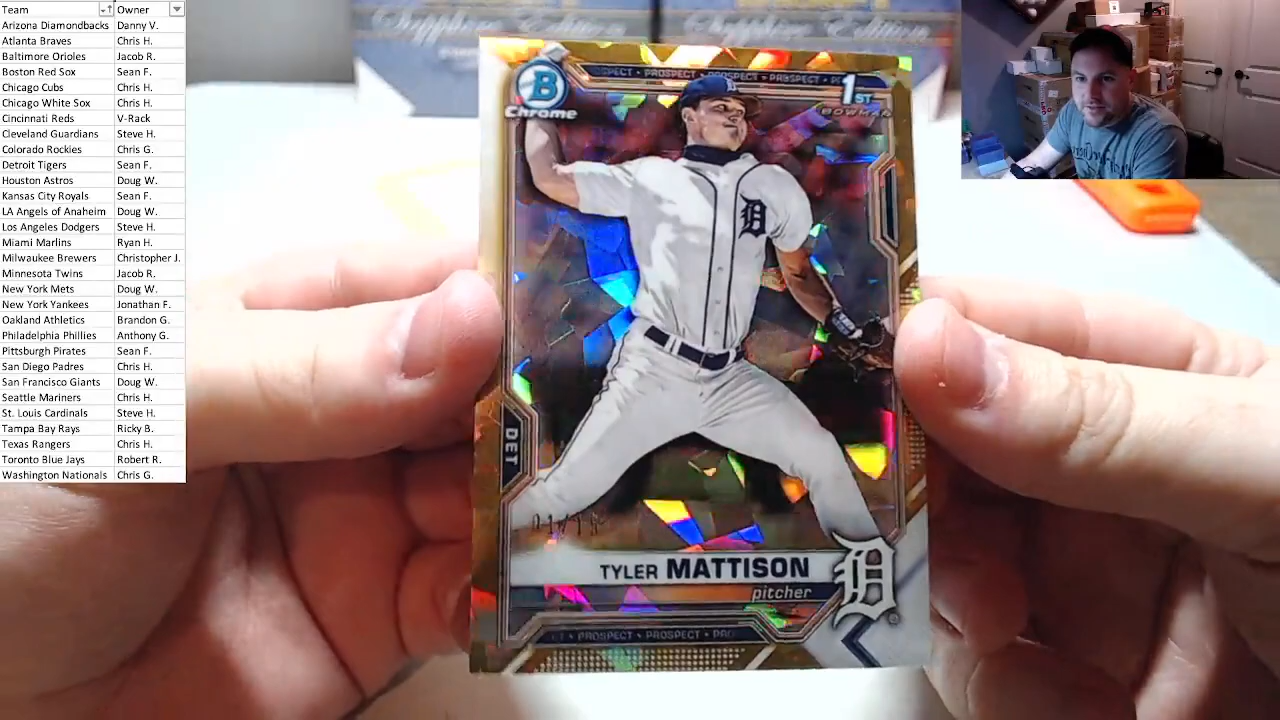 Team Owner
Arizona Diamondbacks Danny V.
Atlanta Braves Chris H.
Baltimore Orioles Jacob R.
Boston Red Sox Sean F.
Chicago Cubs Chris H.
Chicago White Sox Chris H.
Cincinnati Reds V-Rock
Cleveland Guardians Steve H.
Colorado Rockies Chris G.
Detroit Tigers Sean F.
Houston Astros Doug W.
Kansas City Royals Sean F.
LA Angels of Anaheim Doug W.
Los Angeles Dodgers Steve H.
Miami Marlins Ryan H.
Milwaukee Brewers Christopher J.
Minnesota Twins Jacob R.
New York Mets Doug W.
New York Yankees Jonathan F.
Oakland Athletics Brandon G.
Philadelphia Phillies Anthony G.
Pittsburgh Pirates Sean F.
San Diego Padres Chris H.
San Francisco Giants Doug W.
Seattle Mariners Chris H.
St. Louis Cardinals Steve H.
Tampa Bay Rays Ricky B.
Texas Rangers Chris H.
Toronto Blue Jays Robert R.
Washington Nationals Chris G.
Sapphire Edition
PROSPECT • PROSPECT • PROSPECT
B
Chrome
1ST
BOWMAN
D
DET
TYLER MATTISON
pitcher
D
PROSPECT • PROSPECT